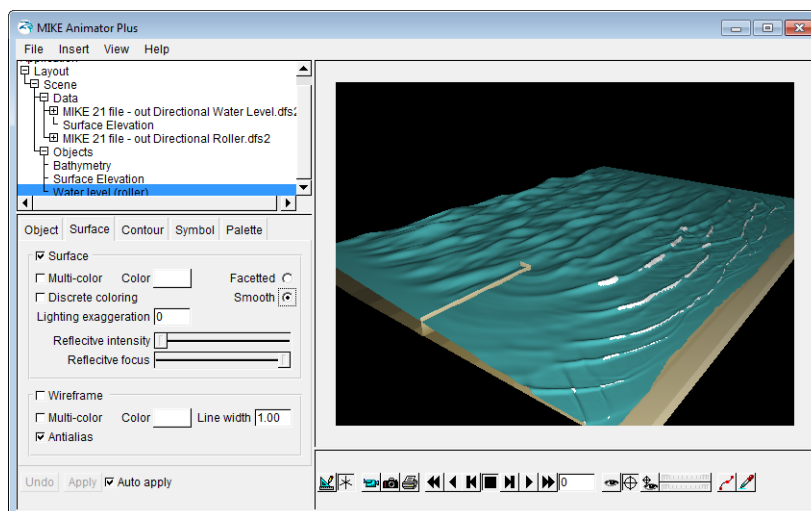 MIKE Animator Plus
File Insert View Help
Application
Layout
Scene
Data
MIKE 21 file - out Directional Water Level.dfs2
Surface Elevation
MIKE 21 file - out Directional Roller.dfs2
Objects
Bathymetry
Surface Elevation
Water level (roller)
Object Surface Contour Symbol Palette
Surface
Multi-color Color Facetted
Discrete coloring Smooth
Lighting exaggeration 0
Reflecitve intensity
Reflecitve focus
Wireframe
Multi-color Color Line width 1.00
Antialias
Undo Apply Auto apply
0